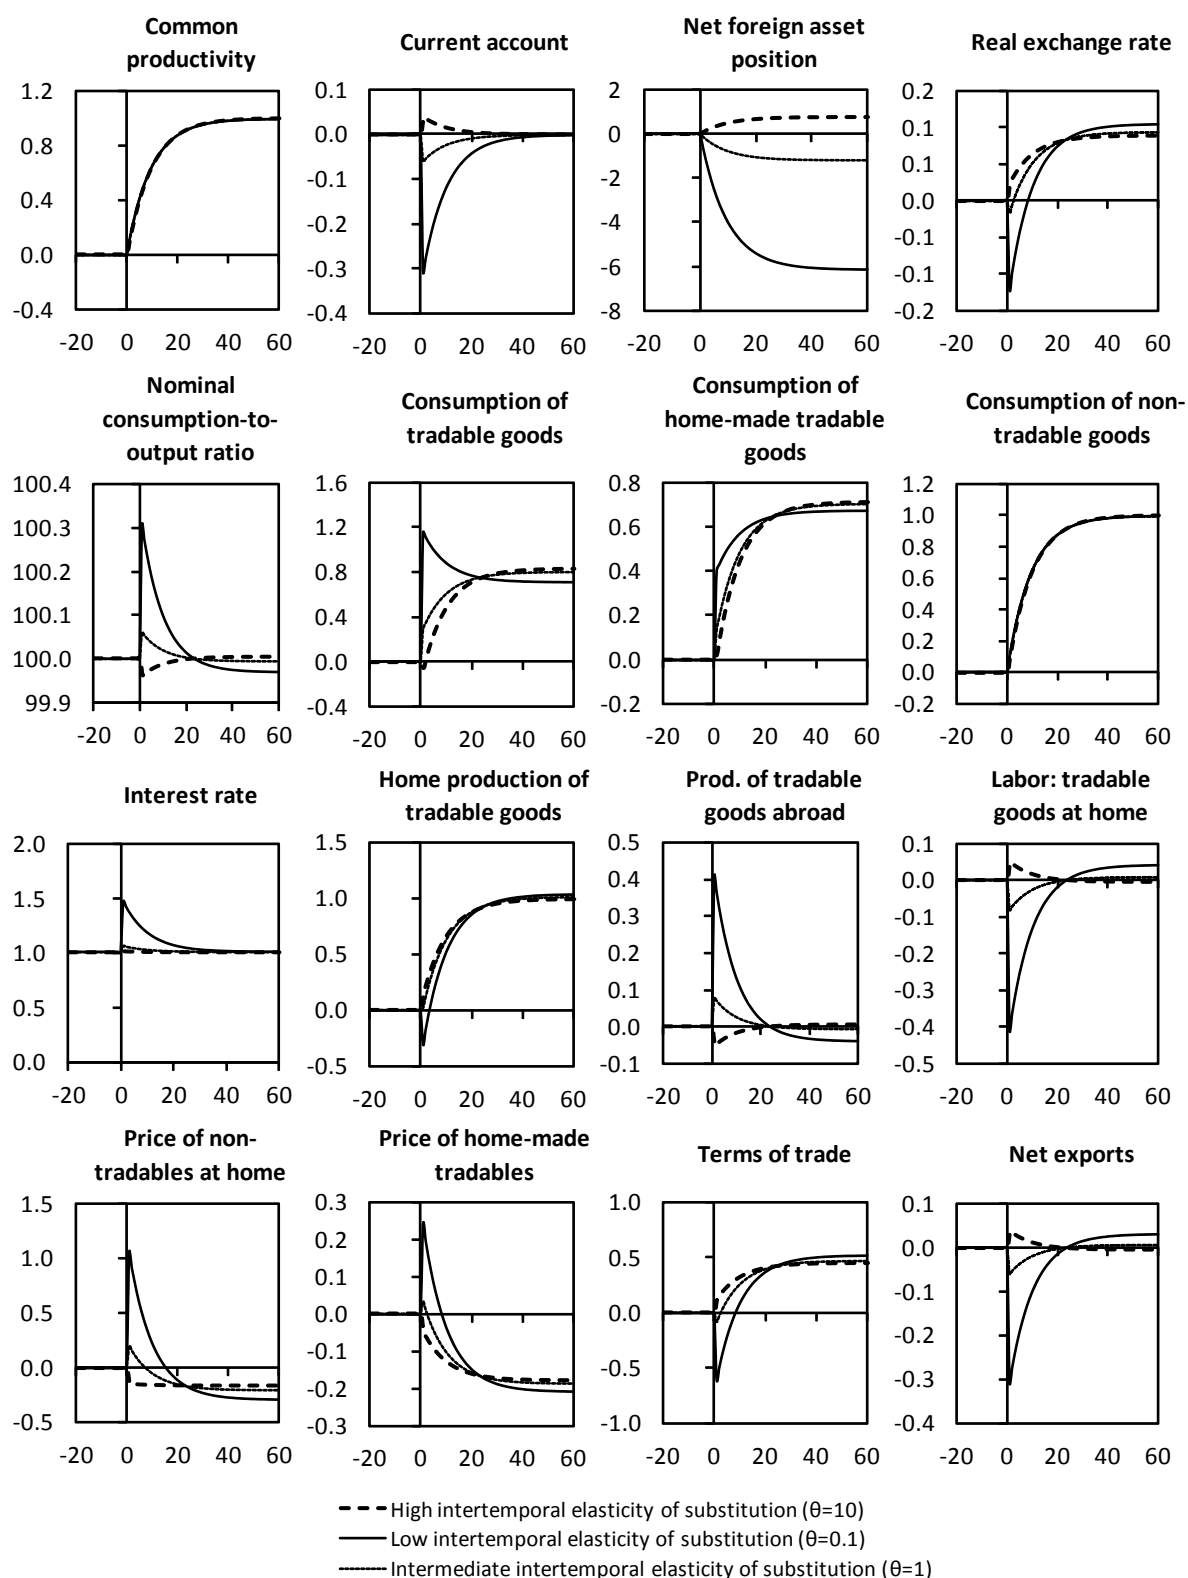 Common
productivity
Current account
Net foreign asset
position
Real exchange rate
1.2
0.8
0.4
0.0
-0.4
-20 0 20 40 60
0.1
0.0
-0.1
-0.2
-0.3
-0.4
-20 0 20 40 60
2
0
-2
-4
-6
-8
-20 0 20 40 60
0.2
0.1
0.1
0.0
-0.1
-0.1
-0.2
-20 0 20 40 60
Nominal
consumption-to-
output ratio
Consumption of
tradable goods
Consumption of
home-made tradable
goods
Consumption of non-
tradable goods
100.4
100.3
100.2
100.1
100.0
99.9
-20 0 20 40 60
1.6
1.2
0.8
0.4
0.0
-0.4
-20 0 20 40 60
0.8
0.6
0.4
0.2
0.0
-0.2
-20 0 20 40 60
1.2
1.0
0.8
0.6
0.4
0.2
0.0
-0.2
-20 0 20 40 60
Interest rate
Home production of
tradable goods
Prod. of tradable
goods abroad
Labor: tradable
goods at home
2.0
1.5
1.0
0.5
0.0
-20 0 20 40 60
1.5
1.0
0.5
0.0
-0.5
-20 0 20 40 60
0.5
0.4
0.3
0.2
0.1
0.0
-0.1
-20 0 20 40 60
0.1
0.0
-0.1
-0.2
-0.3
-0.4
-0.5
-20 0 20 40 60
Price of non-
tradables at home
Price of home-made
tradables
Terms of trade
Net exports
1.5
1.0
0.5
0.0
-0.5
-20 0 20 40 60
0.3
0.2
0.1
0.0
-0.1
-0.2
-0.3
-20 0 20 40 60
1.0
0.5
0.0
-0.5
-1.0
-20 0 20 40 60
0.1
0.0
-0.1
-0.2
-0.3
-0.4
-20 0 20 40 60
High intertemporal elasticity of substitution (θ=10)
Low intertemporal elasticity of substitution (θ=0.1)
Intermediate intertemporal elasticity of substitution (θ=1)